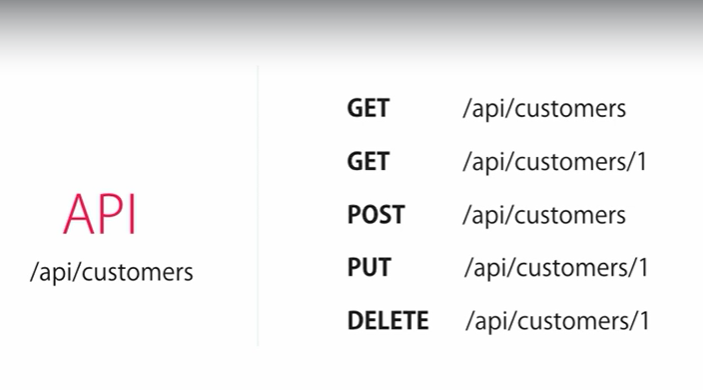 API
/api/customers
GET /api/customers
GET /api/customers/1
POST /api/customers
PUT /api/customers/1
DELETE /api/customers/1